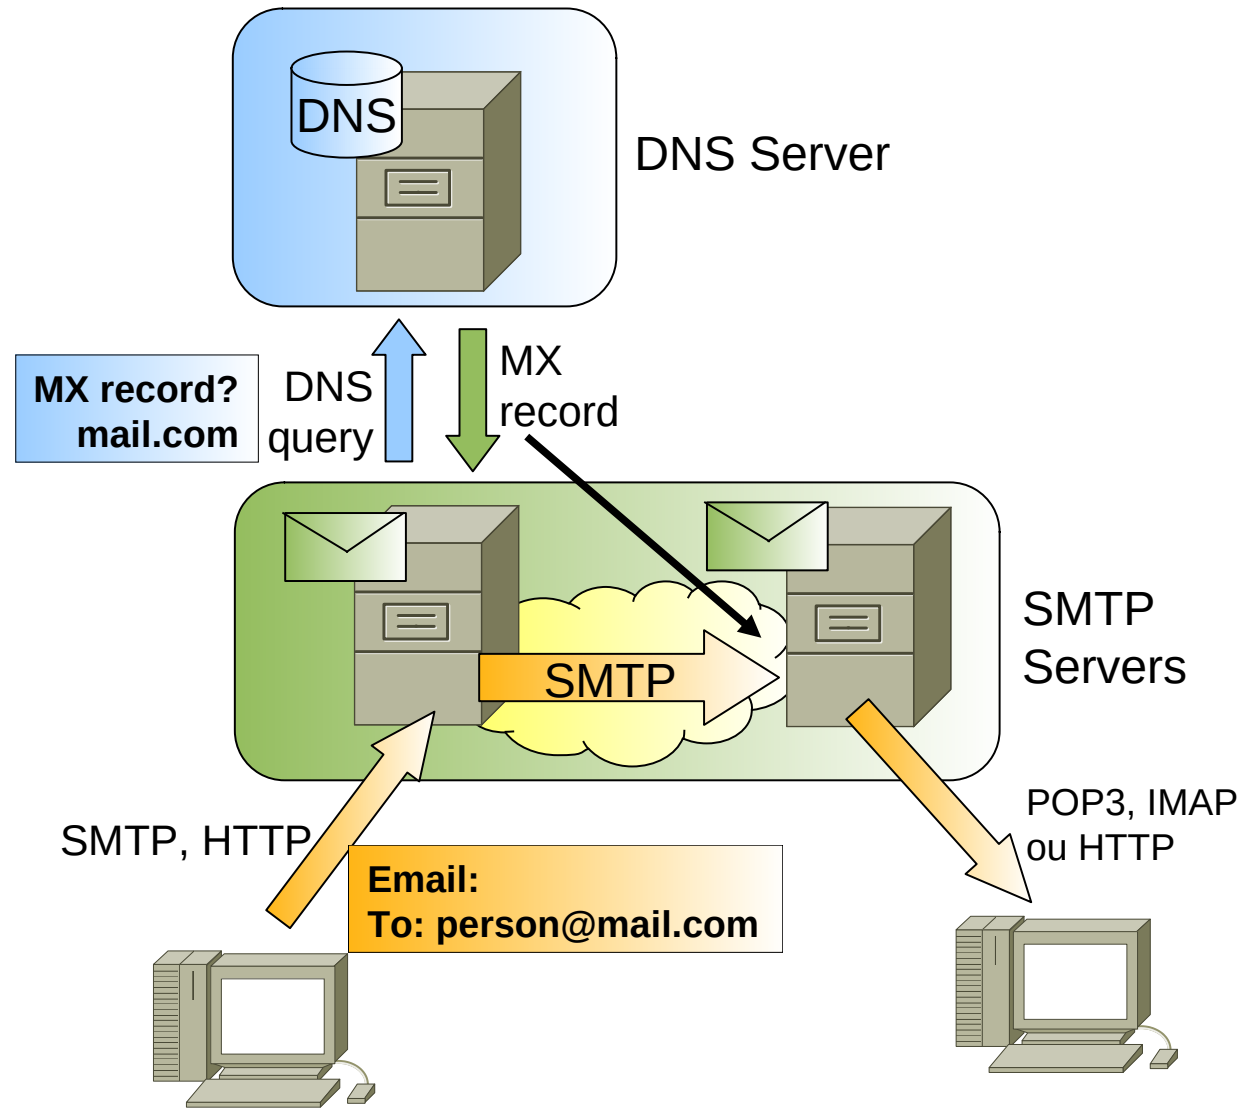 DNS
DNS Server
MX record?
mail.com
DNS
query
MX
record
SMTP
SMTP
Servers
SMTP, HTTP
POP3, IMAP
ou HTTP
Email:
To: person@mail.com